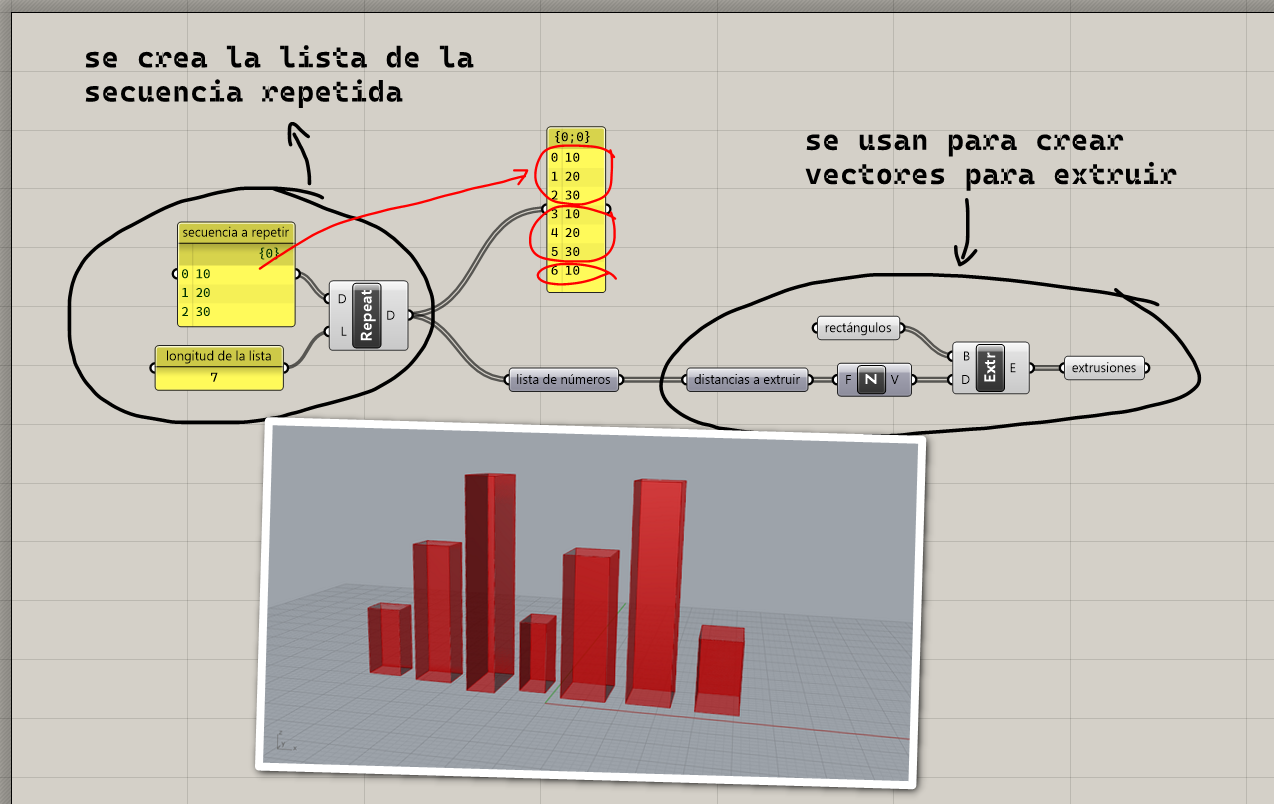 se crea la lista de la
secuencia repetida
se usan para crear
vectores para extruir
{0;0}
0 10
1 20
2 30
3 10
4 20
5 30
6 10
secuencia a repetir
{0}
0 10
1 20
2 30
longitud de la lista
7
D
L
Repeat
D
lista de números
distancias a extruir
F
Z
V
rectángulos
B
D
Extr
E
extrusiones
z
y
x